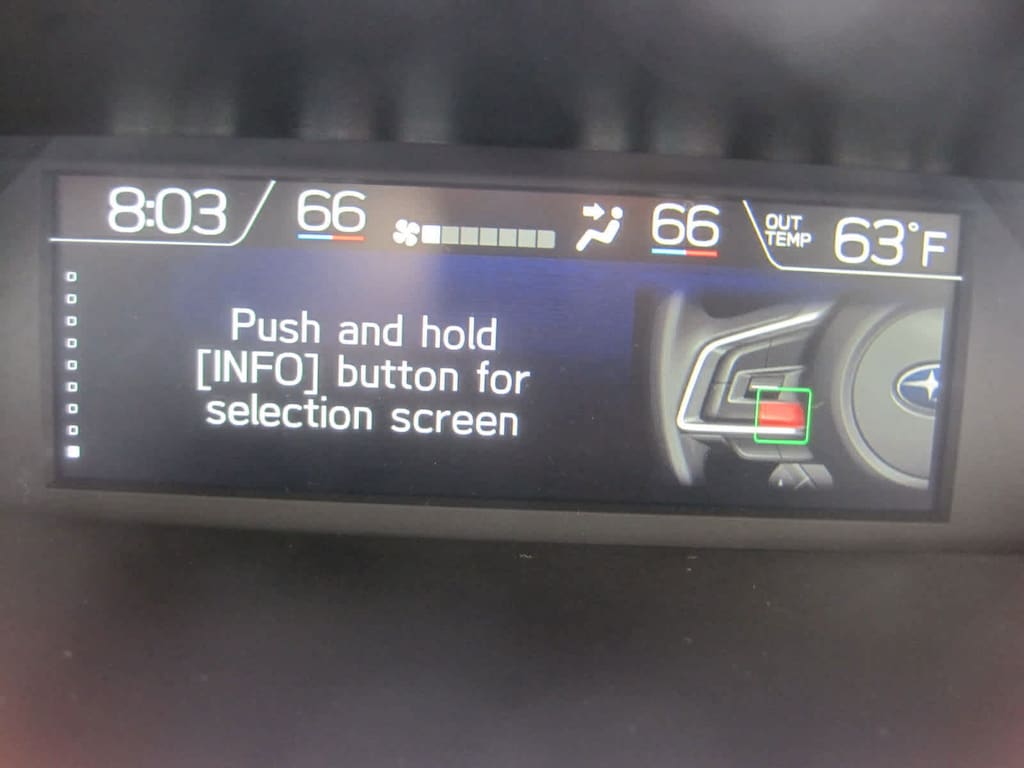 8:03
66
66
OUT
TEMP
63°F
Push and hold
[INFO] button for
selection screen